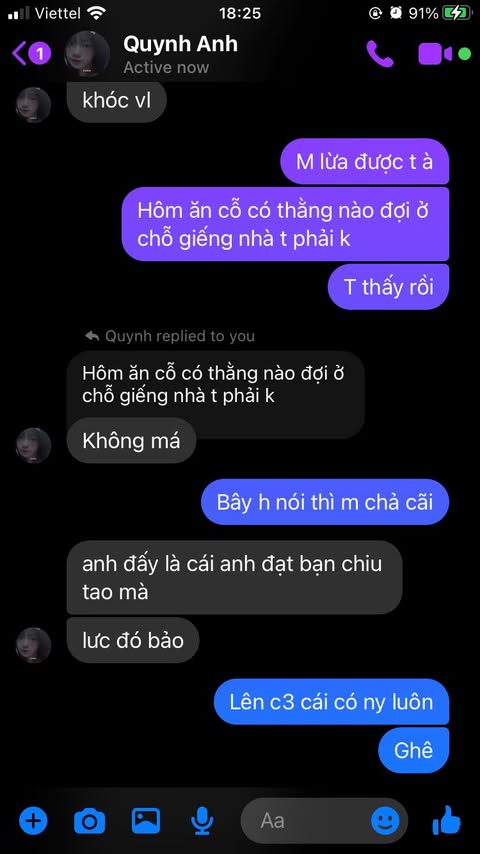 Viettel
18:25
91%
1
Quynh Anh
Active now
khóc vl
M lừa được t à
Hôm ăn cỗ có thằng nào đợi ở
chỗ giếng nhà t phải k
T thấy rồi
Quynh replied to you
Hôm ăn cỗ có thằng nào đợi ở
chỗ giếng nhà t phải k
Không má
Bây h nói thì m chả cãi
anh đấy là cái anh đạt bạn chiu
tao mà
lưc đó bảo
Lên c3 cái có ny luôn
Ghê
Aa